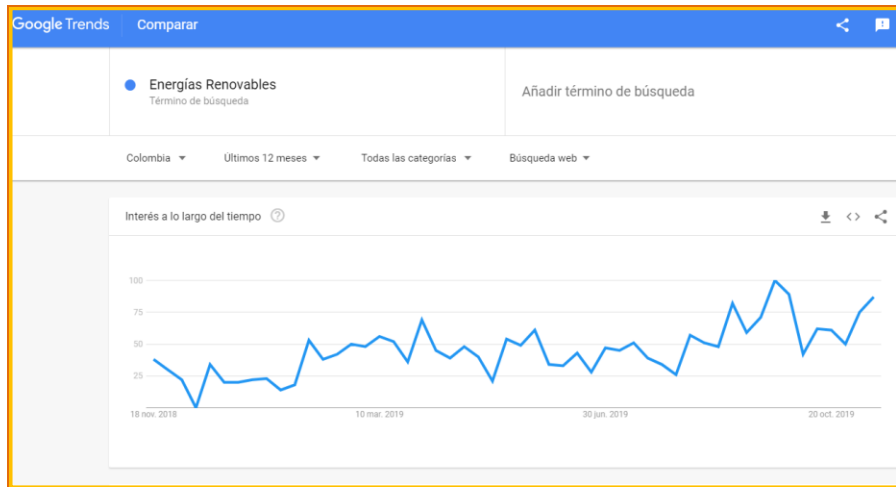 Google Trends Comparar
Energías Renovables
Término de búsqueda
Añadir término de búsqueda
Colombia Últimos 12 meses Todas las categorías Búsqueda web
Interés a lo largo del tiempo ?
100
75
50
25
18 nov. 2018 10 mar. 2019 30 jun. 2019 20 oct. 2019